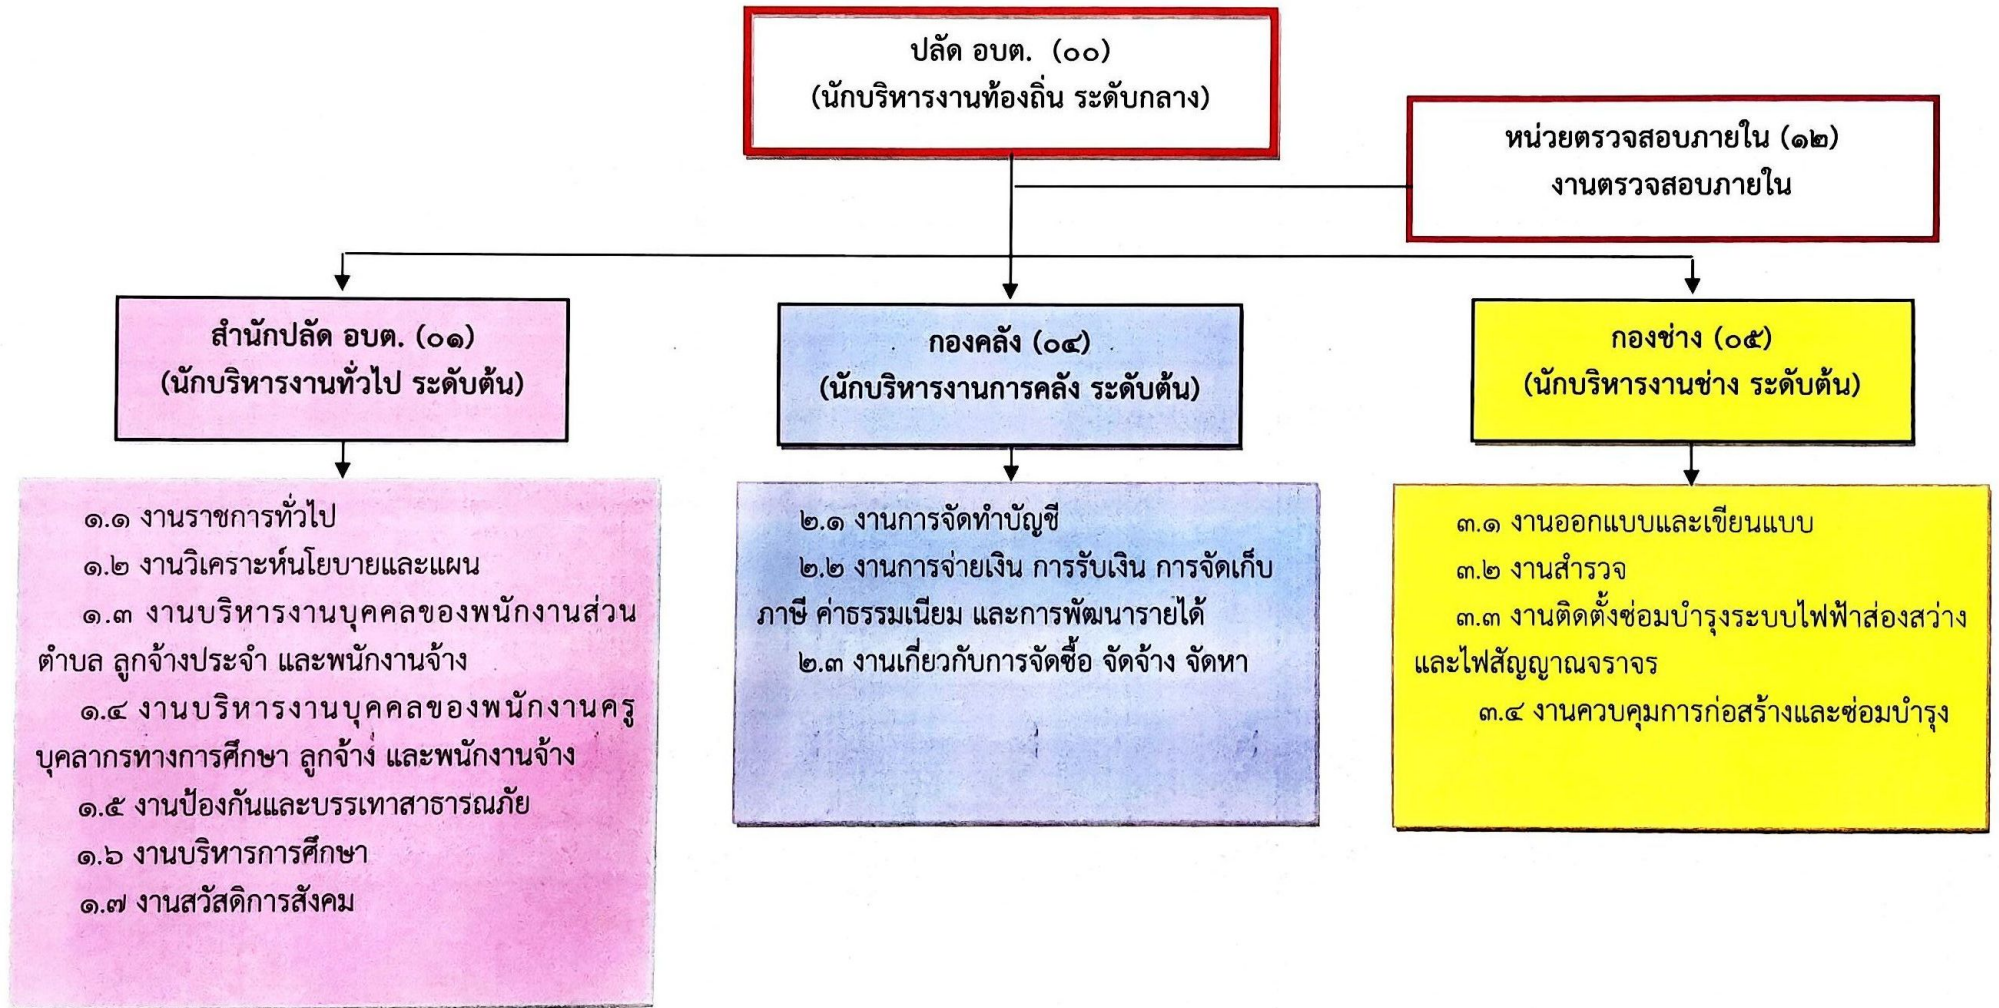 ปลัด อบต. (๐๐)
(นักบริหารงานท้องถิ่น ระดับกลาง)
หน่วยตรวจสอบภายใน (๑๒)
งานตรวจสอบภายใน
สำนักปลัด อบต. (๐๑)
(นักบริหารงานทั่วไป ระดับต้น)
กองคลัง (๐๔)
(นักบริหารงานการคลัง ระดับต้น)
กองช่าง (๐๕)
(นักบริหารงานช่าง ระดับต้น)
๑.๑ งานราชการทั่วไป
๑.๒ งานวิเคราะห์นโยบายและแผน
๑.๓ งานบริหารงานบุคคลของพนักงานส่วน
ตำบล ลูกจ้างประจำ และพนักงานจ้าง
๑.๔ งานบริหารงานบุคคลของพนักงานครู
บุคลากรทางการศึกษา ลูกจ้าง และพนักงานจ้าง
๑.๕ งานป้องกันและบรรเทาสาธารณภัย
๑.๖ งานบริหารการศึกษา
๑.๗ งานสวัสดิการสังคม
๒.๑ งานการจัดทำบัญชี
๒.๒ งานการจ่ายเงิน การรับเงิน การจัดเก็บ
ภาษี ค่าธรรมเนียม และการพัฒนารายได้
๒.๓ งานเกี่ยวกับการจัดซื้อ จัดจ้าง จัดหา
๓.๑ งานออกแบบและเขียนแบบ
๓.๒ งานสำรวจ
๓.๓ งานติดตั้งซ่อมบำรุงระบบไฟฟ้าส่องสว่าง
และไฟสัญญาณจราจร
๓.๔ งานควบคุมการก่อสร้างและซ่อมบำรุง